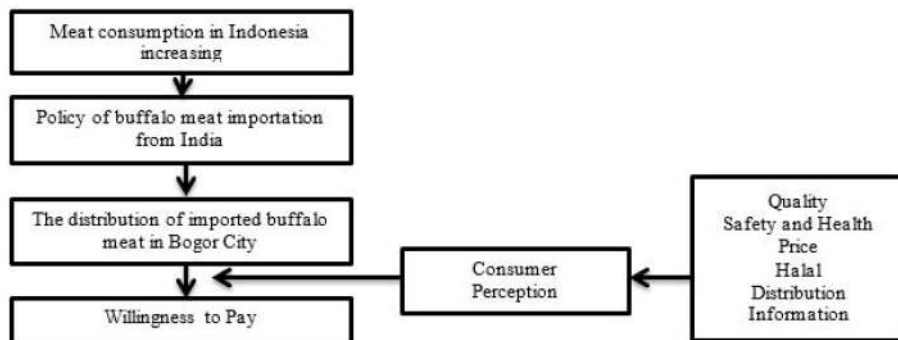 Meat consumption in Indonesia
increasing
Policy of buffalo meat importation
from India
The distribution of imported buffalo
meat in Bogor City
Willingness to Pay
Consumer
Perception
Quality
Safety and Health
Price
Halal
Distribution
Information